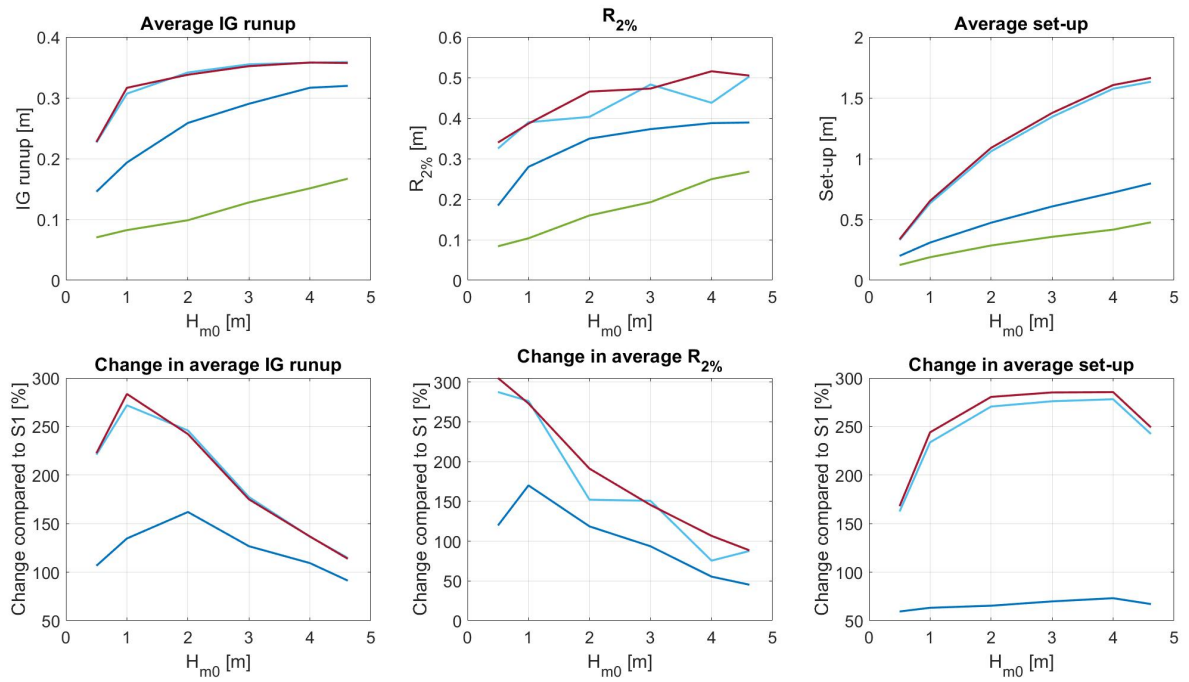 Average IG runup
IG runup [m]
0.4
0.3
0.2
0.1
0
0 1 2 3 4 5
H_m0 [m]
R_2%
R_2% [m]
0.6
0.5
0.4
0.3
0.2
0.1
0
0 1 2 3 4 5
H_m0 [m]
Average set-up
Set-up [m]
2
1.5
1
0.5
0
0 1 2 3 4 5
H_m0 [m]
Change in average IG runup
Change compared to S1 [%]
300
250
200
150
100
50
0 1 2 3 4 5
H_m0 [m]
Change in average R_2%
Change compared to S1 [%]
300
250
200
150
100
50
0
0 1 2 3 4 5
H_m0 [m]
Change in average set-up
Change compared to S1 [%]
300
250
200
150
100
50
0 1 2 3 4 5
H_m0 [m]